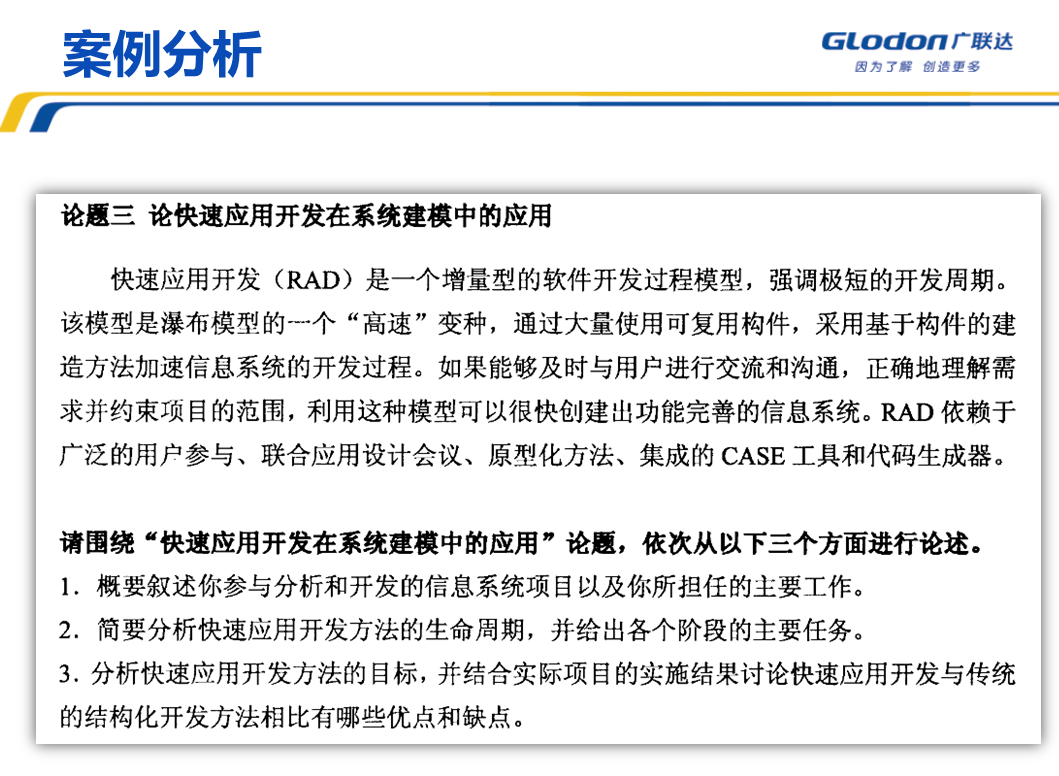 案例分析
GLodon广联达
因为了解 创造更多
论题三 论快速应用开发在系统建模中的应用
快速应用开发（RAD）是一个增量型的软件开发过程模型，强调极短的开发周期。
该模型是瀑布模型的一个“高速”变种，通过大量使用可复用构件，采用基于构件的建
造方法加速信息系统的开发过程。如果能够及时与用户进行交流和沟通，正确地理解需
求并约束项目的范围，利用这种模型可以很快创建出功能完善的信息系统。RAD 依赖于
广泛的用户参与、联合应用设计会议、原型化方法、集成的 CASE 工具和代码生成器。
请围绕“快速应用开发在系统建模中的应用”论题，依次从以下三个方面进行论述。
1．概要叙述你参与分析和开发的信息系统项目以及你所担任的主要工作。
2．简要分析快速应用开发方法的生命周期，并给出各个阶段的主要任务。
3．分析快速应用开发方法的目标，并结合实际项目的实施结果讨论快速应用开发与传统
的结构化开发方法相比有哪些优点和缺点。